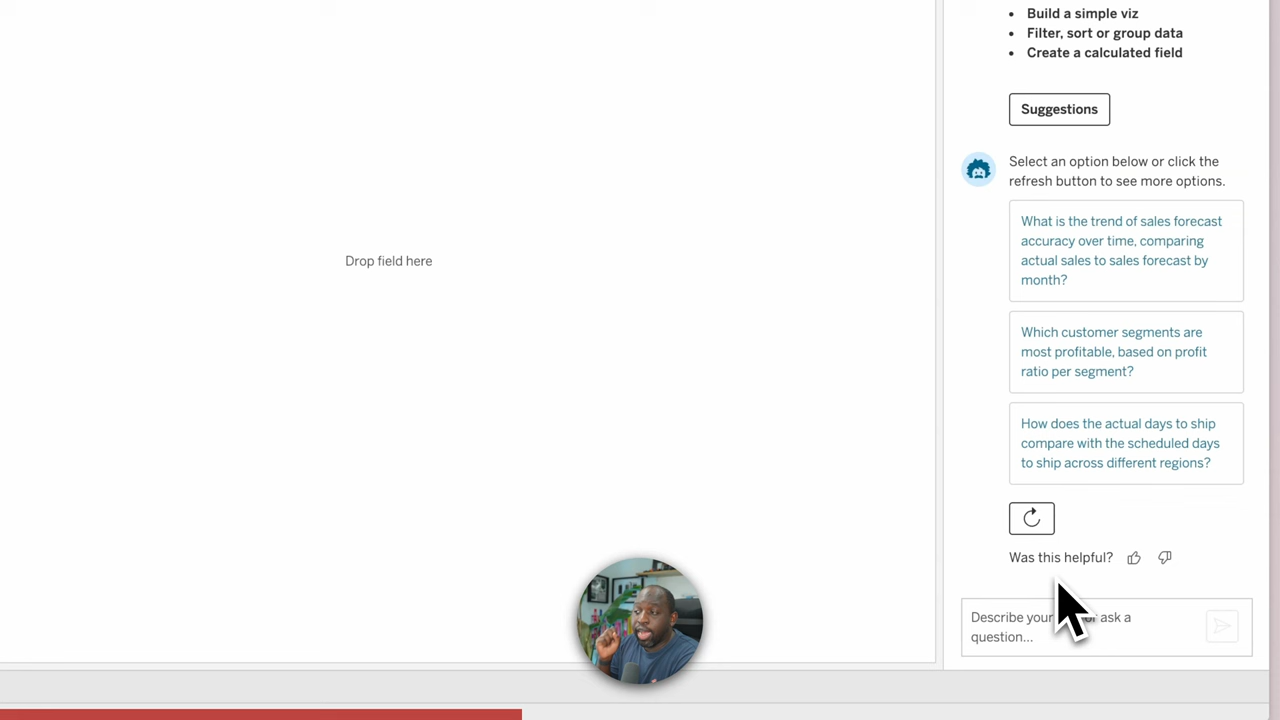 Build a simple viz
Filter, sort or group data
Create a calculated field
Suggestions
Select an option below or click the
refresh button to see more options.
What is the trend of sales forecast
accuracy over time, comparing
actual sales to sales forecast by
month?
Which customer segments are
most profitable, based on profit
ratio per segment?
How does the actual days to ship
compare with the scheduled days
to ship across different regions?
Drop field here
Was this helpful?
Describe your ask a
question...